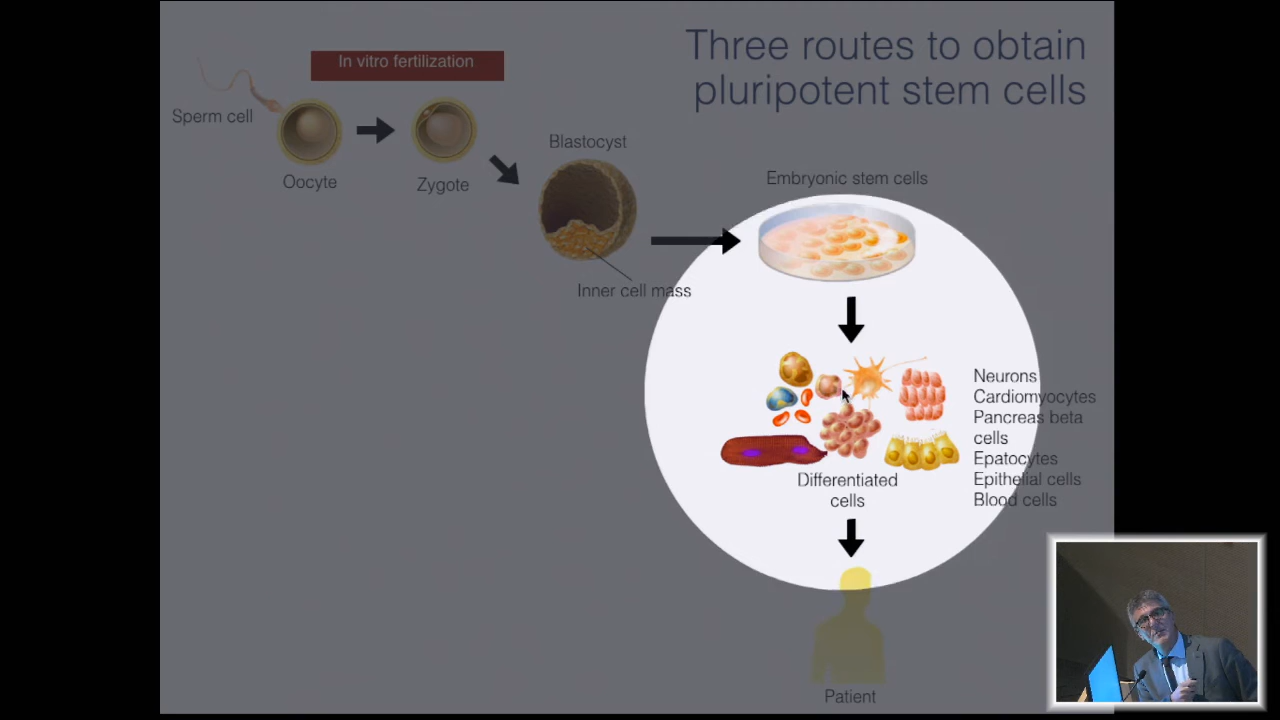 Three routes to obtain
pluripotent stem cells
In vitro fertilization
Sperm cell
Oocyte
Zygote
Blastocyst
Inner cell mass
Embryonic stem cells
Neurons
Cardiomyocytes
Pancreas beta
cells
Epatocytes
Epithelial cells
Blood cells
Differentiated
cells
Patient